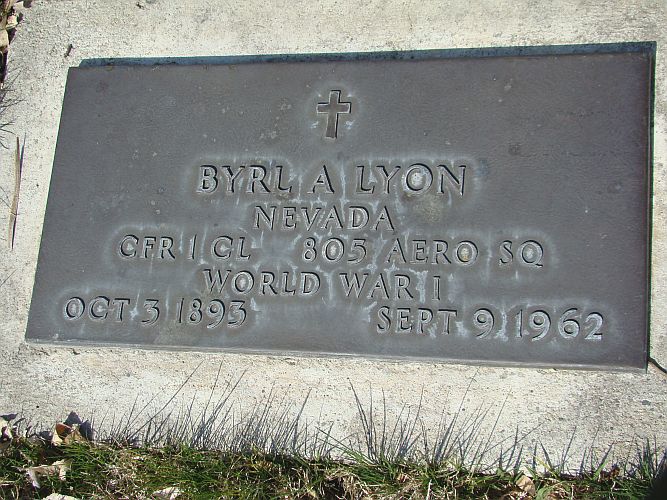 BYRL A LYON
NEVADA
CFR 1 CL 805 AERO SQ
WORLD WAR I
OCT 3 1893 SEPT 9 1962